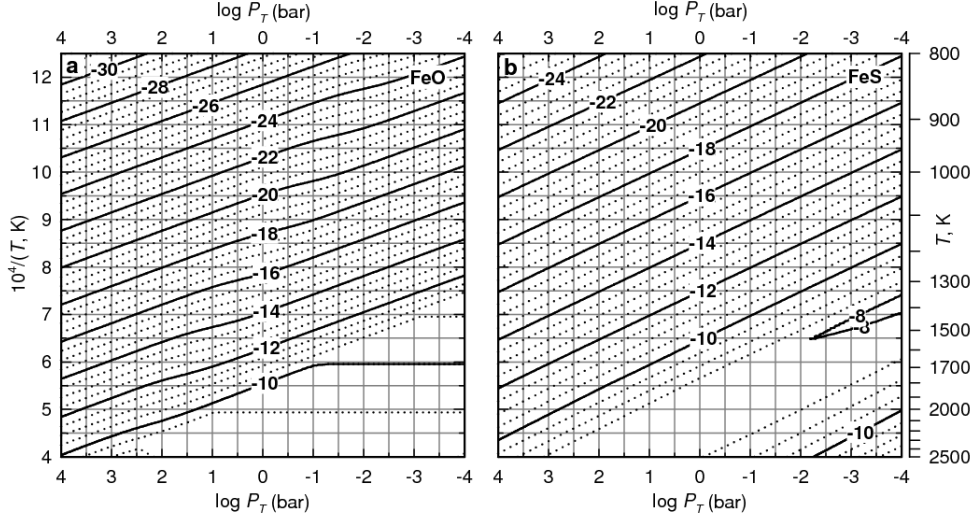 log P_T (bar)
log P_T (bar)
4 3 2 1 0 -1 -2 -3 -4
4 3 2 1 0 -1 -2 -3 -4
a
FeO
b
FeS
10⁴/(T, K)
12
11
10
9
8
7
6
5
4
-30
-28
-26
-24
-22
-20
-18
-16
-14
-12
-10
-24
-22
-20
-18
-16
-14
-12
-10
-8
-8
-10
800
900
1000
1300
1500
1700
2000
2500
T, K
4 3 2 1 0 -1 -2 -3 -4
4 3 2 1 0 -1 -2 -3 -4
log P_T (bar)
log P_T (bar)